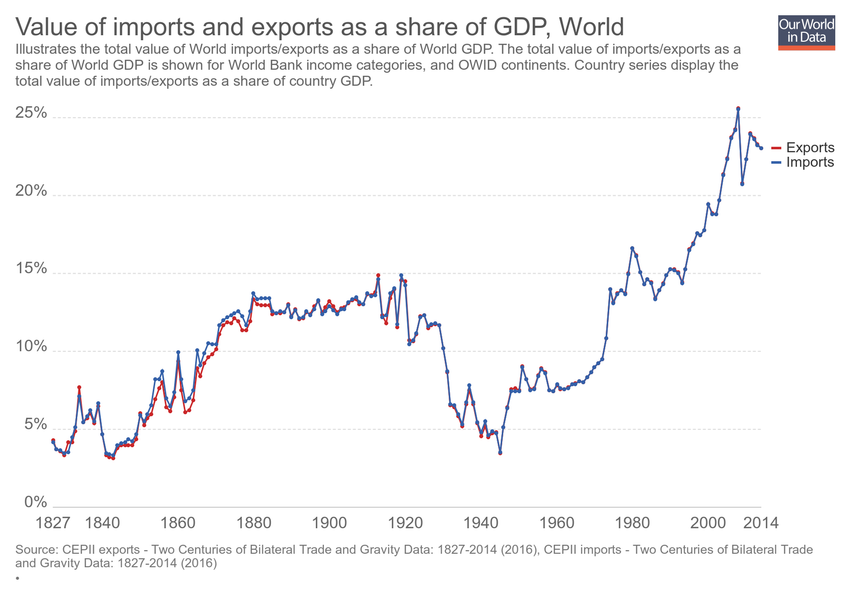 Value of imports and exports as a share of GDP, World
Our World
in Data
Illustrates the total value of World imports/exports as a share of World GDP. The total value of imports/exports as a
share of World GDP is shown for World Bank income categories, and OWID continents. Country series display the
total value of imports/exports as a share of country GDP.
25%
20%
15%
10%
5%
0%
Exports
Imports
1827 1840 1860 1880 1900 1920 1940 1960 1980 2000 2014
Source: CEPII exports - Two Centuries of Bilateral Trade and Gravity Data: 1827-2014 (2016), CEPII imports - Two Centuries of Bilateral Trade
and Gravity Data: 1827-2014 (2016)
•